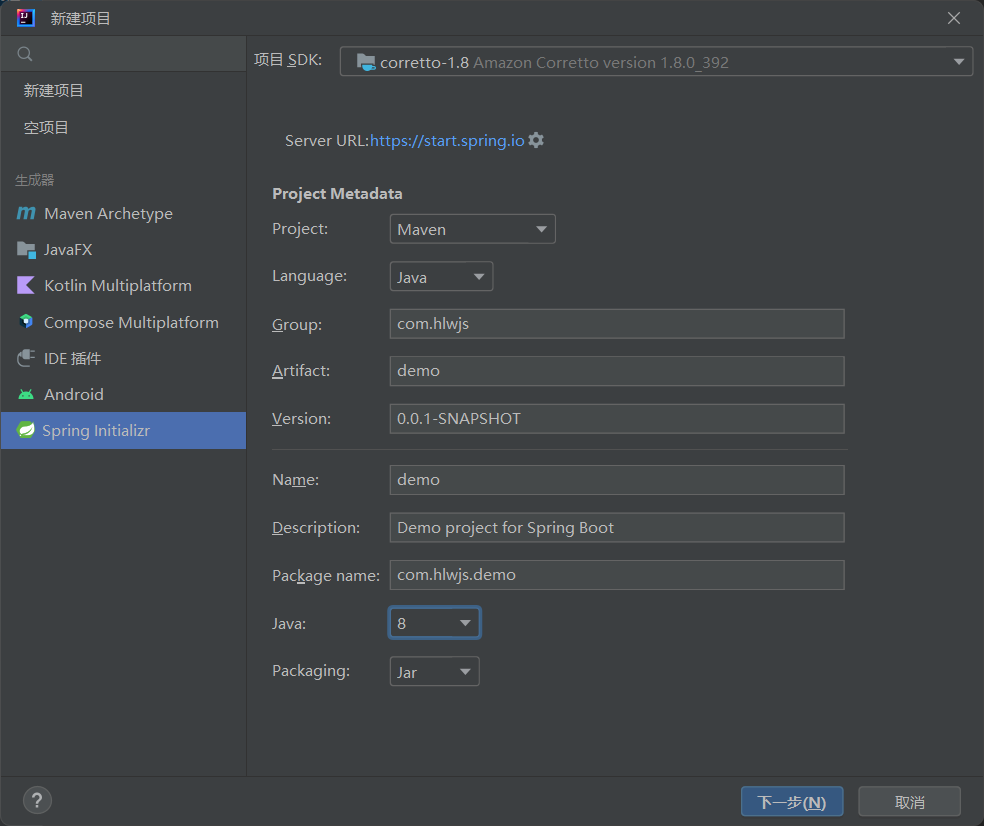 新建项目
新建项目
空项目
生成器
Maven Archetype
JavaFX
Kotlin Multiplatform
Compose Multiplatform
IDE 插件
Android
Spring Initializr
项目 SDK: corretto-1.8 Amazon Corretto version 1.8.0_392
Server URL:https://start.spring.io
Project Metadata
Project: Maven
Language: Java
Group: com.hlwjs
Artifact: demo
Version: 0.0.1-SNAPSHOT
Name: demo
Description: Demo project for Spring Boot
Package name: com.hlwjs.demo
Java: 8
Packaging: Jar
? 下一步(N) 取消